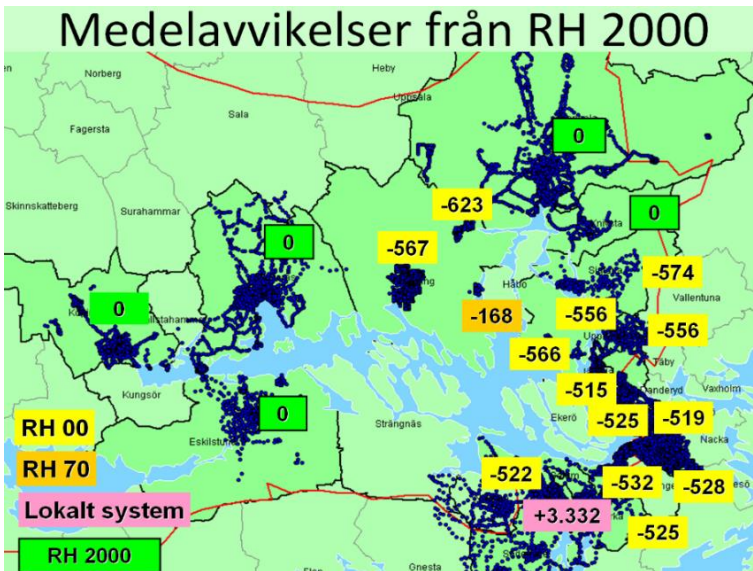 Medelavvikelser från RH 2000
Heby
Norberg
Uppsala
Sala
Fagersta
0
Skinnskatteberg
Surahammar
-623
0
Knivsta
0
-567
-574
Håbo
Vallentuna
0
-168
-556
-556
-566
Täby
Kungsör
-515
Danderyd
Vaxholm
0
Ekerö
-525
-519
RH 00
Strängnäs
Nacka
Eskilstuna
RH 70
-522
-532
-528
Lokalt system
+3.332
-525
RH 2000
Gnesta